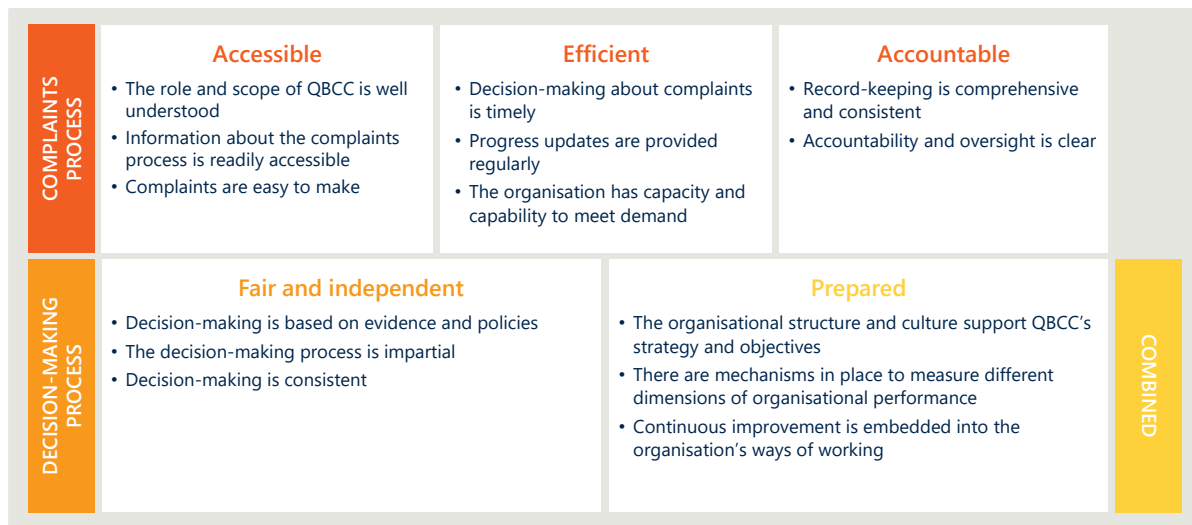 COMPLAINTS
PROCESS
Accessible
• The role and scope of QBCC is well
understood
• Information about the complaints
process is readily accessible
• Complaints are easy to make
Efficient
• Decision-making about complaints
is timely
• Progress updates are provided
regularly
• The organisation has capacity and
capability to meet demand
Accountable
• Record-keeping is comprehensive
and consistent
• Accountability and oversight is clear
DECISION-MAKING
PROCESS
Fair and independent
• Decision-making is based on evidence and policies
• The decision-making process is impartial
• Decision-making is consistent
Prepared
• The organisational structure and culture support QBCC’s
strategy and objectives
• There are mechanisms in place to measure different
dimensions of organisational performance
• Continuous improvement is embedded into the
organisation’s ways of working
COMBINED